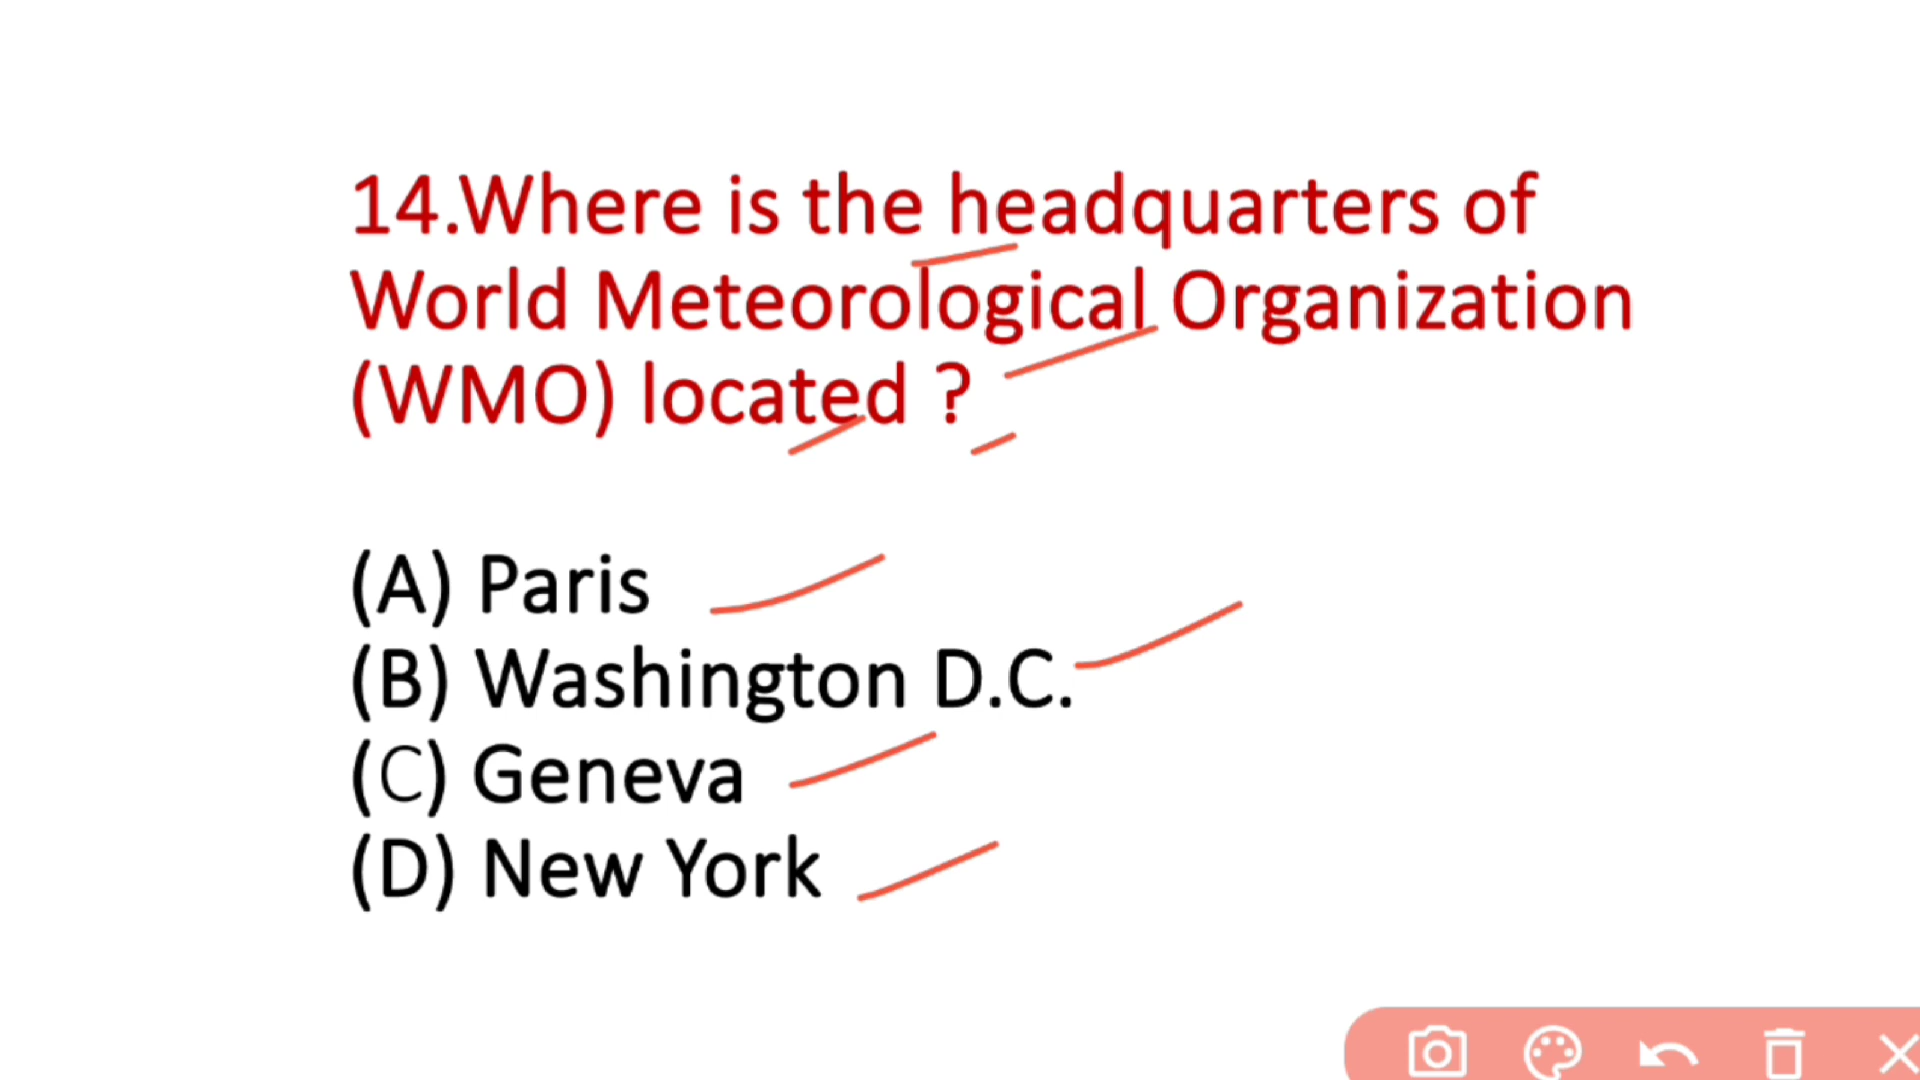 14.Where is the headquarters of
World Meteorological Organization
(WMO) located ?
(A) Paris
(B) Washington D.C.
(C) Geneva
(D) New York